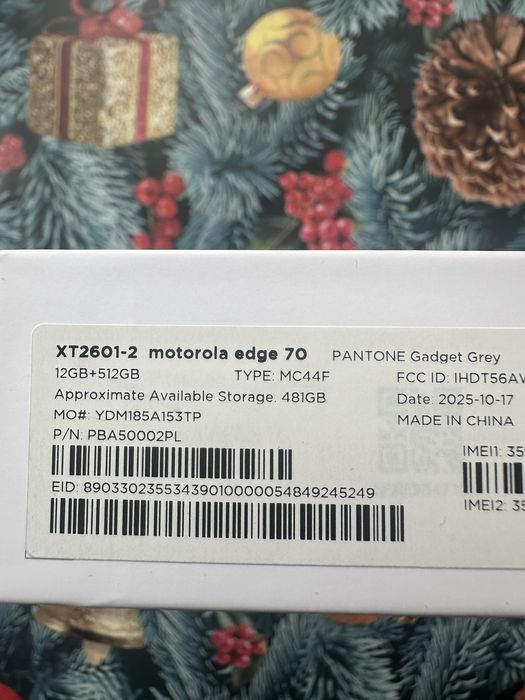 XT2601-2 motorola edge 70 PANTONE Gadget Grey
12GB+512GB TYPE: MC44F FCC ID: IHDT56AV
Approximate Available Storage: 481GB Date: 2025-10-17
MO#: YDM185A153TP MADE IN CHINA
P/N: PBA50002PL
IMEI1: 35
EID: 89033023553439010000054849245249
IMEI2: 35